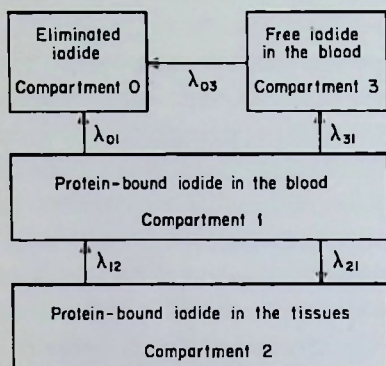 Eliminated
iodide
Compartment 0
Free iodide
in the blood
Compartment 3
λ03
λ01
λ31
Protein-bound iodide in the blood
Compartment 1
λ12
λ21
Protein-bound iodide in the tissues
Compartment 2